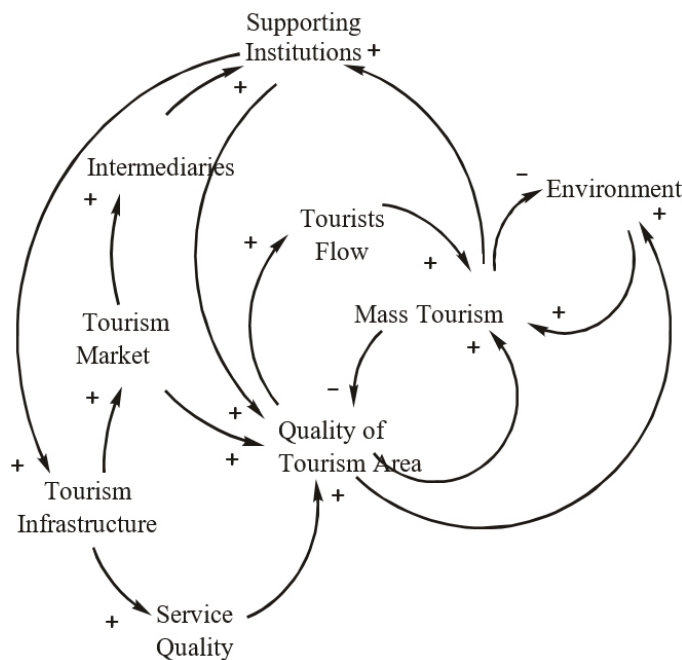 Supporting
Institutions +
+
Intermediaries
+
− Environment
+
Tourists
Flow
+
+
Tourism
Market
Mass Tourism
+
+
−
+
+
Quality of
Tourism Area
+
+
+
Tourism
Infrastructure
+
Service
Quality